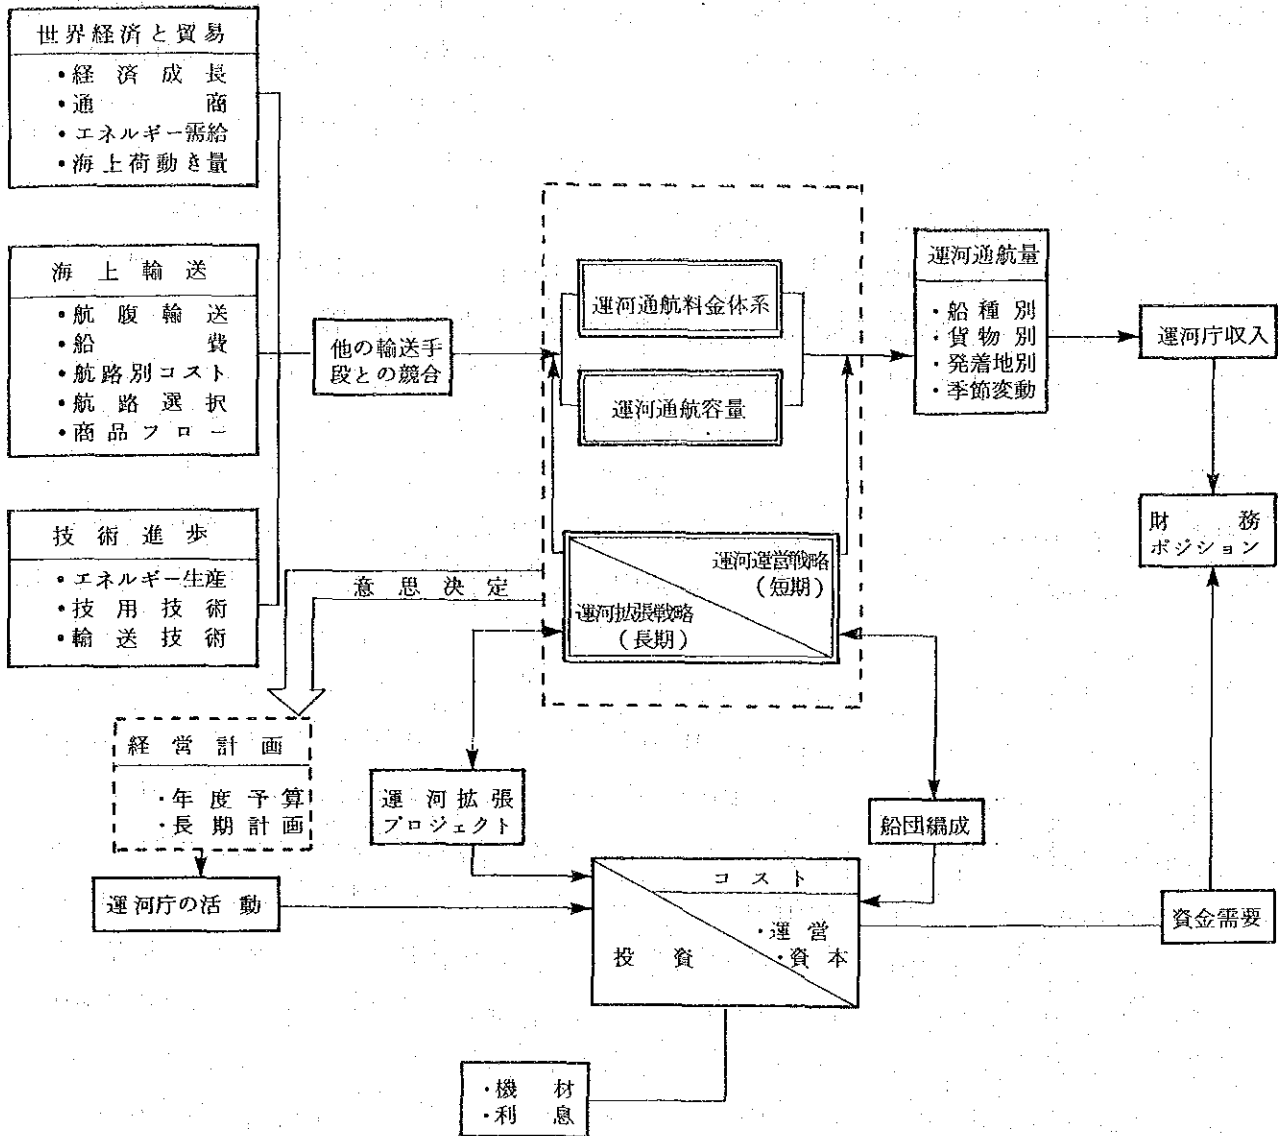 世界経済と貿易
・経済成長
・通商
・エネルギー需給
・海上荷動き量
海上輸送
・航腹輸送
・船費
・航路別コスト
・航路選択
・商品フロー
技術進歩
・エネルギー生産
・技用技術
・輸送技術
他の輸送手
段との競合
運河通航料金体系
運河通航容量
運河運営戦略
(短期)
運河拡張戦略
(長期)
運河通航量
・船種別
・貨物別
・発着地別
・季節変動
運河庁収入
財務
ポジション
意思決定
経営計画
・年度予算
・長期計画
運河庁の活動
運河拡張
プロジェクト
船団編成
コスト
・運営
・資本
投資
資金需要
・機材
・利息